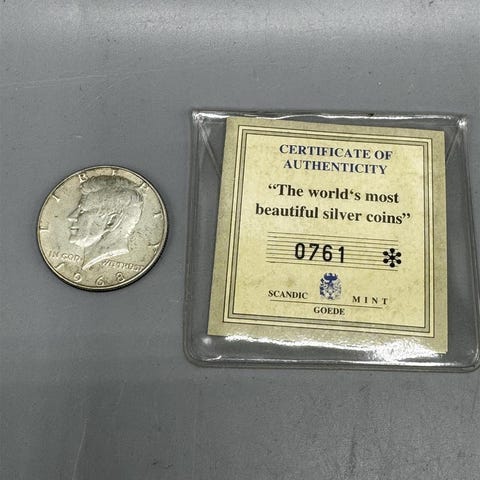 LIBERTY
IN GOD WE TRUST
1968
CERTIFICATE OF
AUTHENTICITY
“The world‘s most
beautiful silver coins”
0761 *
SCANDIC MINT
GOEDE